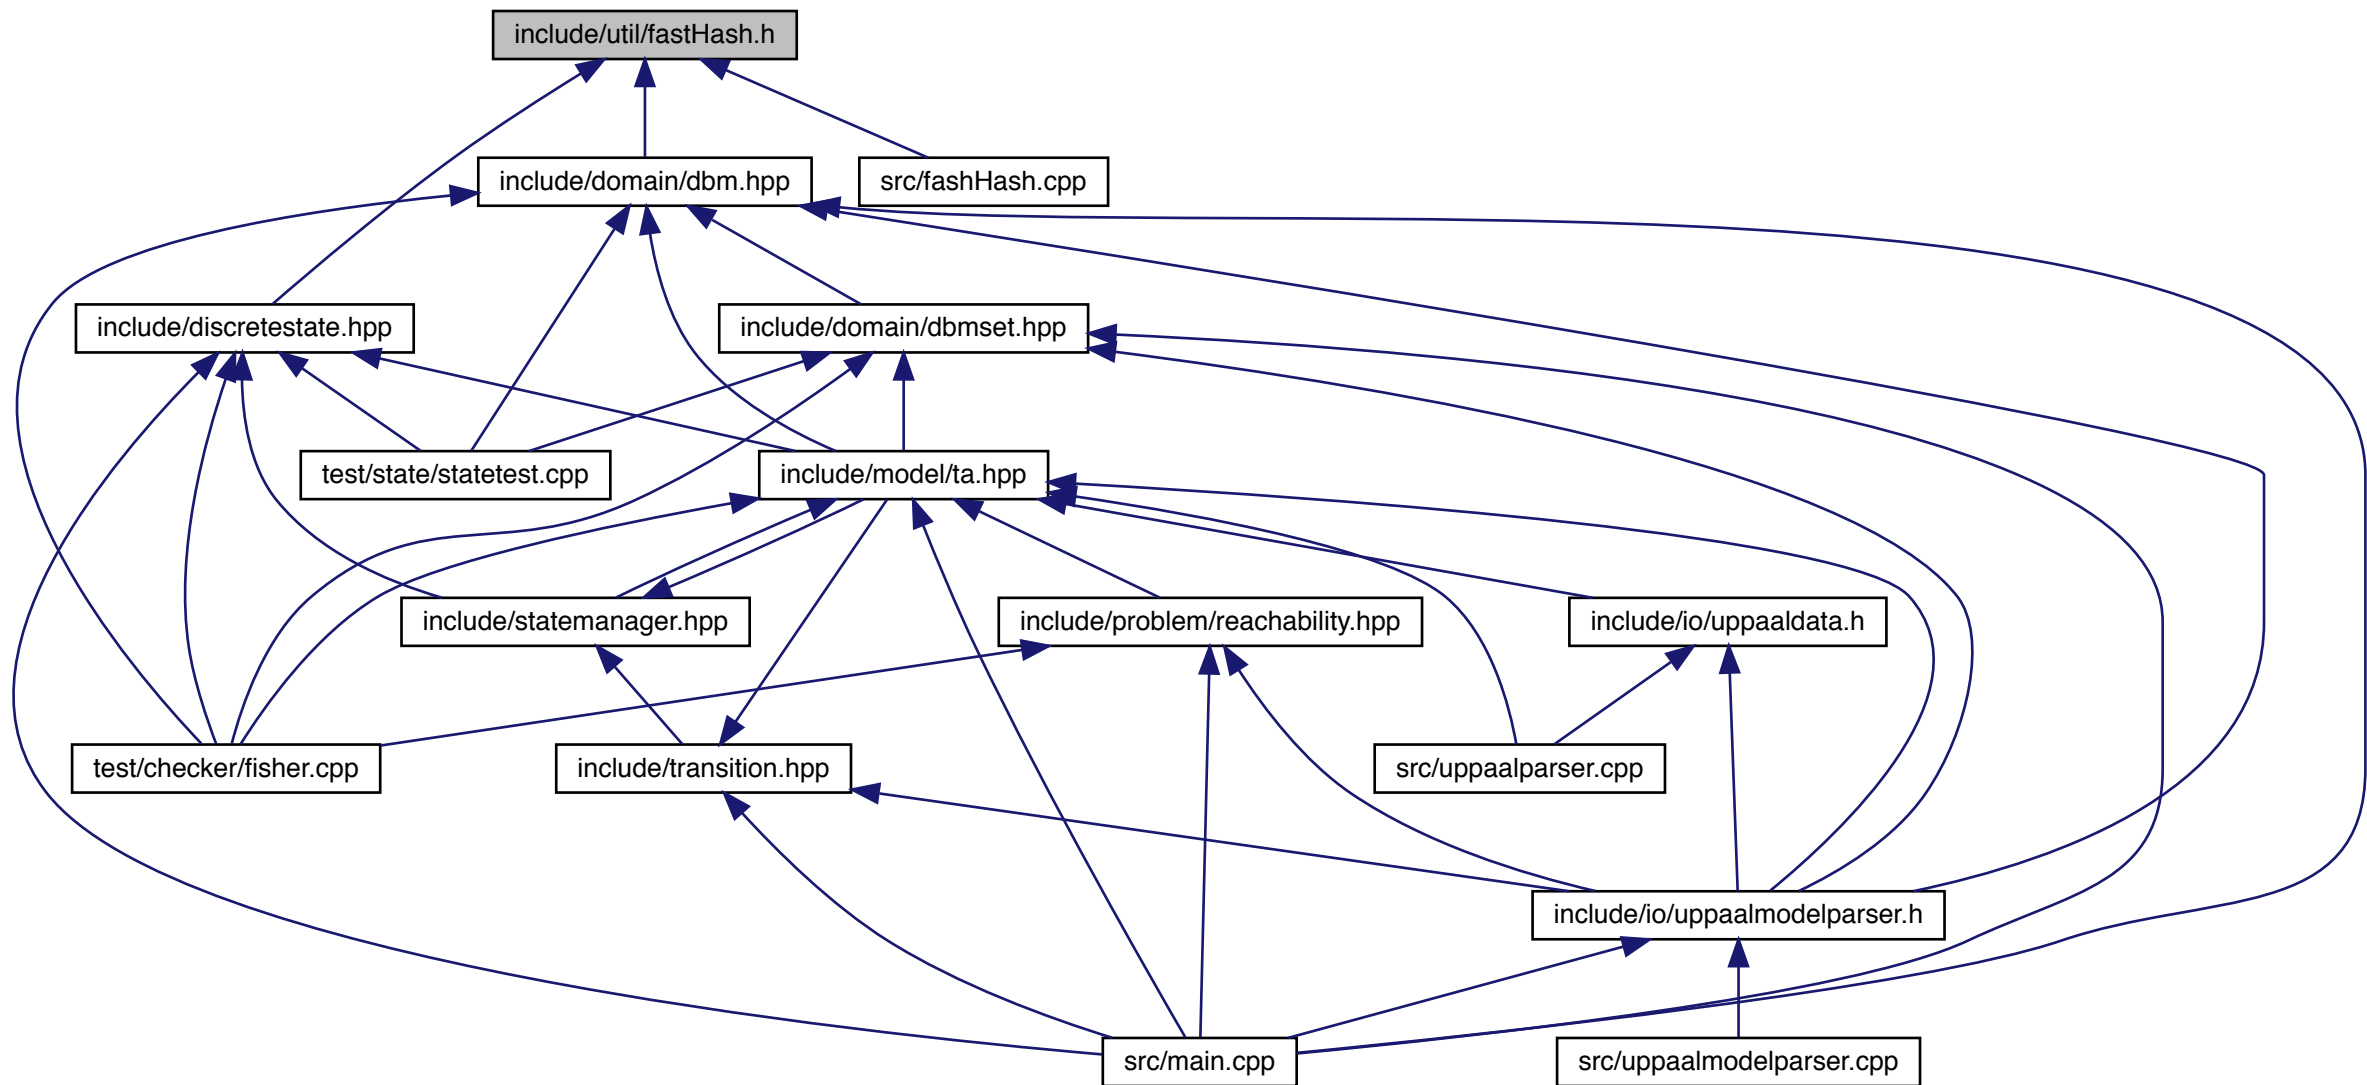 include/util/fastHash.h
include/domain/dbm.hpp
src/fashHash.cpp
include/discretestate.hpp
include/domain/dbmset.hpp
test/state/statetest.cpp
include/model/ta.hpp
include/statemanager.hpp
include/problem/reachability.hpp
include/io/uppaaldata.h
test/checker/fisher.cpp
include/transition.hpp
src/uppaalparser.cpp
include/io/uppaalmodelparser.h
src/main.cpp
src/uppaalmodelparser.cpp